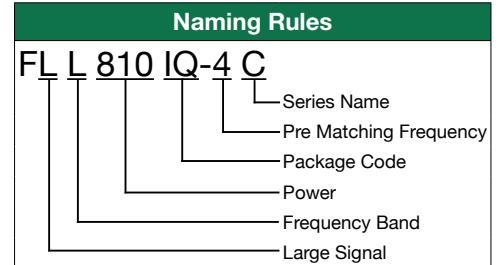 Naming Rules
FL L 810 IQ-4 C
Series Name
Pre Matching Frequency
Package Code
Power
Frequency Band
Large Signal